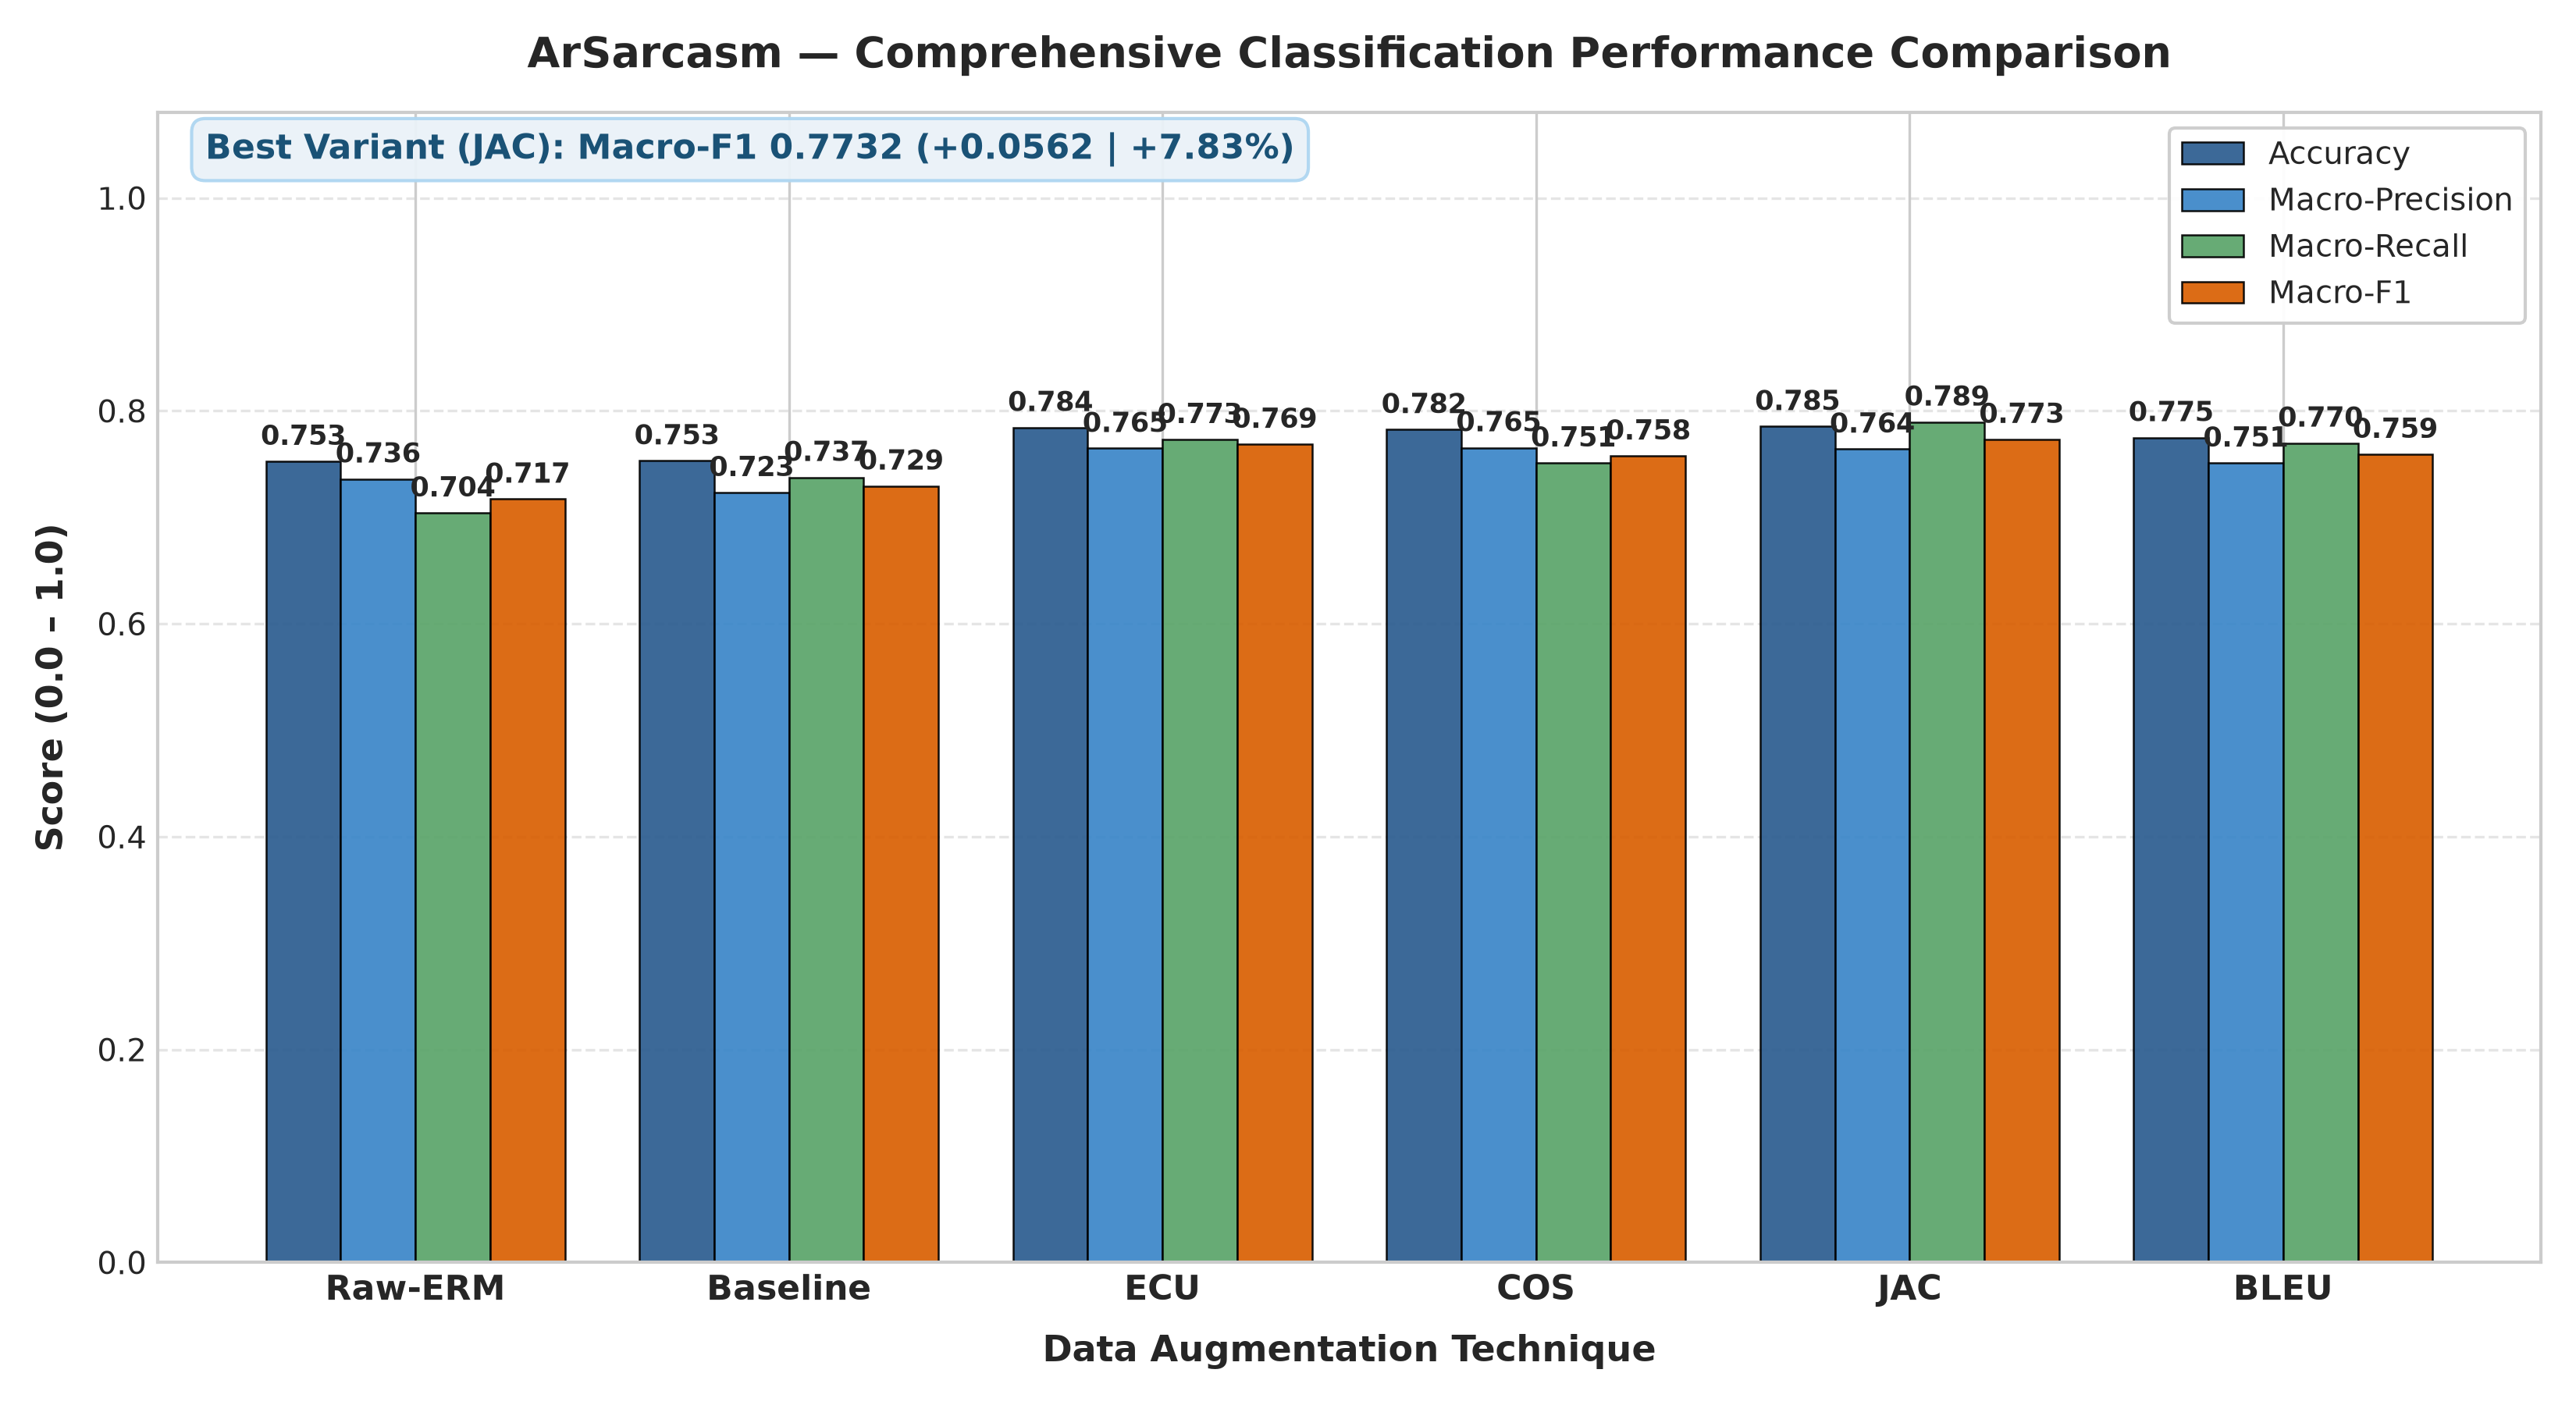 ArSarcasm — Comprehensive Classification Performance Comparison
Best Variant (JAC): Macro-F1 0.7732 (+0.0562 | +7.83%)
Accuracy
Macro-Precision
Macro-Recall
Macro-F1
Score (0.0 – 1.0)
1.0
0.8
0.6
0.4
0.2
0.0
0.753 0.736 0.704 0.717
0.753 0.723 0.737 0.729
0.784 0.765 0.773 0.769
0.782 0.765 0.751 0.758
0.785 0.764 0.789 0.773
0.775 0.751 0.770 0.759
Raw-ERM Baseline ECU COS JAC BLEU
Data Augmentation Technique